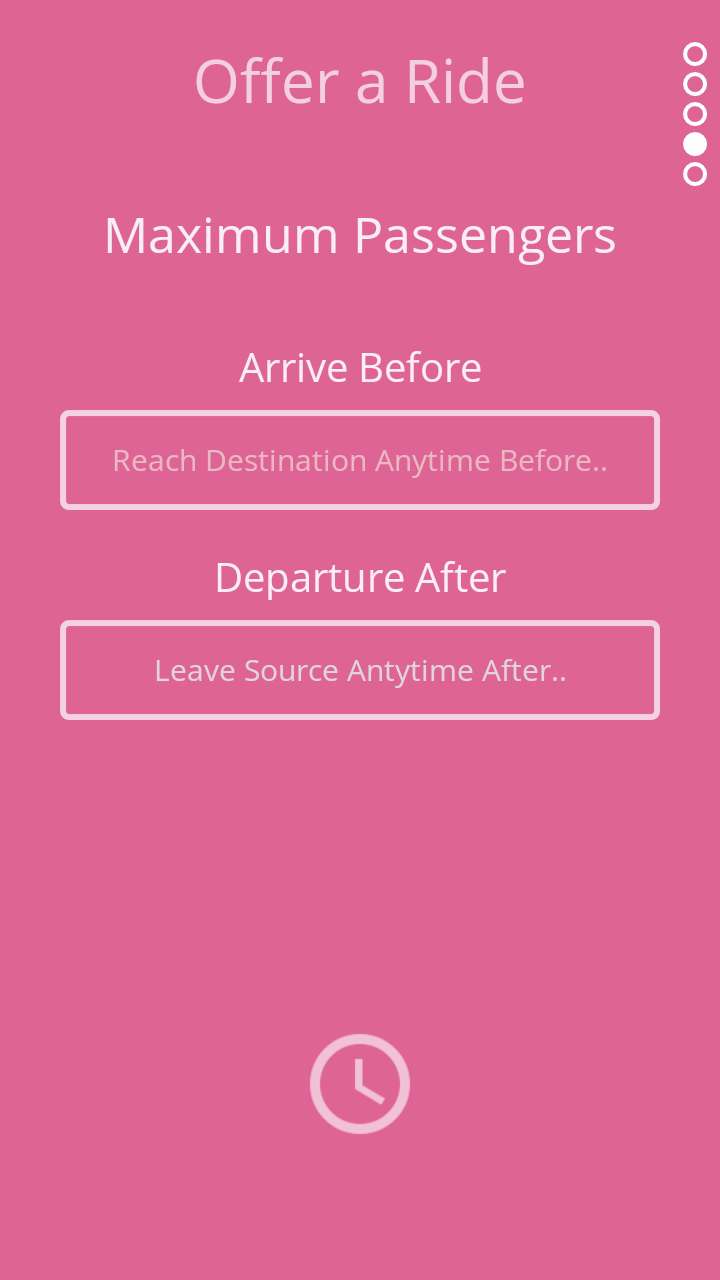 Offer a Ride
Maximum Passengers
Arrive Before
Reach Destination Anytime Before..
Departure After
Leave Source Antytime After..